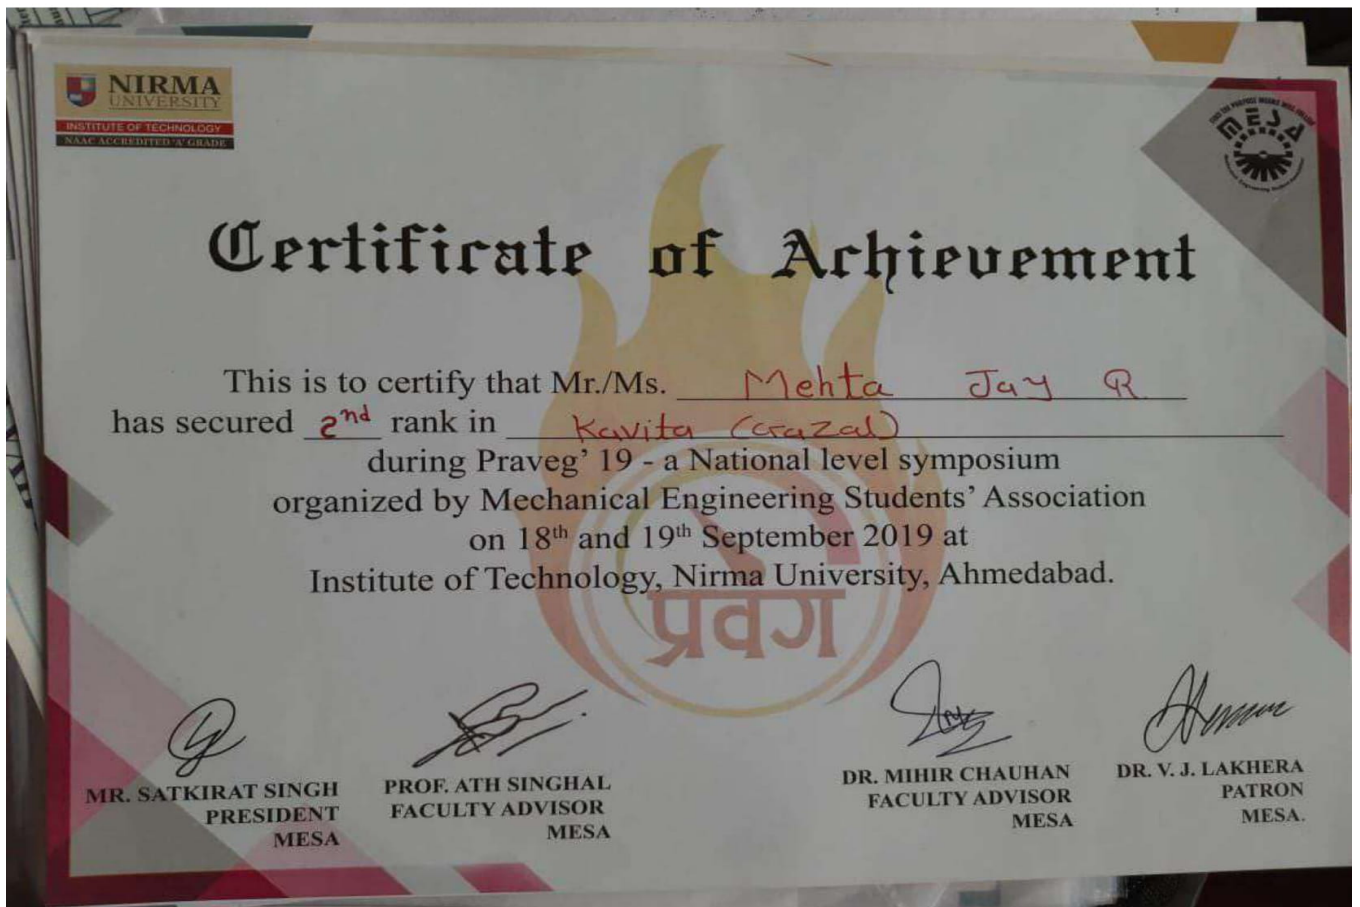 NIRMA
UNIVERSITY
INSTITUTE OF TECHNOLOGY
NAAC ACCREDITED 'A' GRADE
MESA
Certificate of Achievement
This is to certify that Mr./Ms. Mehta Jay R
has secured 2nd rank in Kavita (Gazal)
during Praveg' 19 - a National level symposium
organized by Mechanical Engineering Students' Association
on 18th and 19th September 2019 at
Institute of Technology, Nirma University, Ahmedabad.
प्रवेग
MR. SATKIRAT SINGH
PRESIDENT
MESA
PROF. ATH SINGHAL
FACULTY ADVISOR
MESA
DR. MIHIR CHAUHAN
FACULTY ADVISOR
MESA
DR. V. J. LAKHERA
PATRON
MESA.